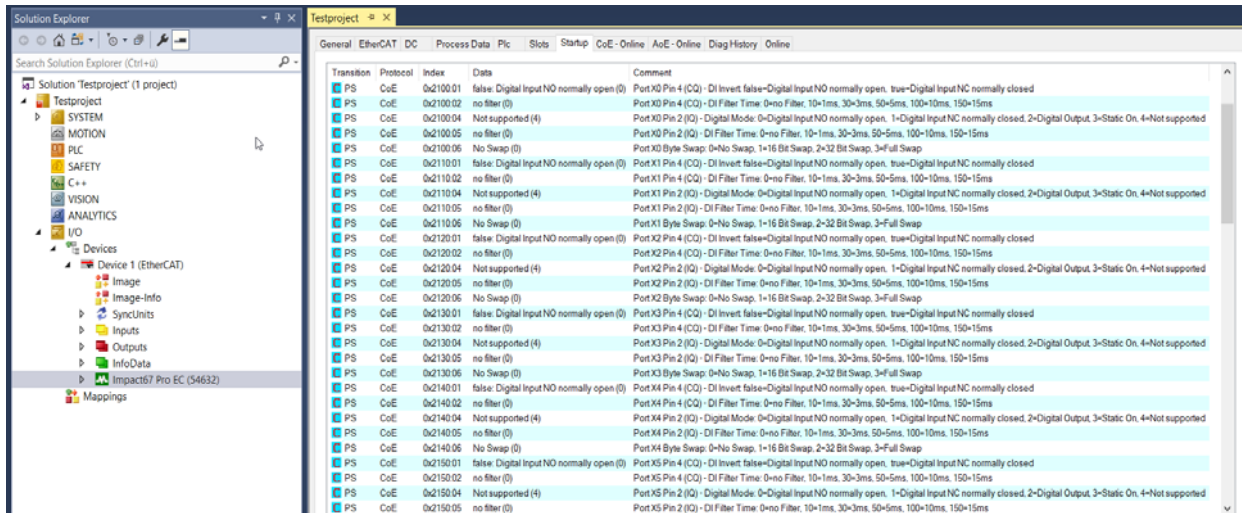 Solution Explorer
Search Solution Explorer (Ctrl+ü)
Solution 'Testproject' (1 project)
Testproject
SYSTEM
MOTION
PLC
SAFETY
C++
VISION
ANALYTICS
I/O
Devices
Device 1 (EtherCAT)
Image
Image-Info
SyncUnits
Inputs
Outputs
InfoData
Impact67 Pro EC (54632)
Mappings
Testproject
General EtherCAT DC Process Data Plc Slots Startup CoE - Online AoE - Online Diag History Online
Transition Protocol Index Data Comment
C PS CoE 0x2100:01 false: Digital Input NO normally open (0) Port X0 Pin 4 (CQ) - DI Invert false=Digital Input NO normally open, true=Digital Input NC normally closed
C PS CoE 0x2100:02 no filter (0) Port X0 Pin 4 (CQ) - DI Filter Time: 0=no Filter, 10=1ms, 30=3ms, 50=5ms, 100=10ms, 150=15ms
C PS CoE 0x2100:04 Not supported (4) Port X0 Pin 2 (IQ) - Digital Mode: 0=Digital Input NO normally open, 1=Digital Input NC normally closed, 2=Digital Output, 3=Static On, 4=Not supported
C PS CoE 0x2100:05 no filter (0) Port X0 Pin 2 (IQ) - DI Filter Time: 0=no Filter, 10=1ms, 30=3ms, 50=5ms, 100=10ms, 150=15ms
C PS CoE 0x2100:06 No Swap (0) Port X0 Byte Swap: 0=No Swap, 1=16 Bit Swap, 2=32 Bit Swap, 3=Full Swap
C PS CoE 0x2110:01 false: Digital Input NO normally open (0) Port X1 Pin 4 (CQ) - DI Invert false=Digital Input NO normally open, true=Digital Input NC normally closed
C PS CoE 0x2110:02 no filter (0) Port X1 Pin 4 (CQ) - DI Filter Time: 0=no Filter, 10=1ms, 30=3ms, 50=5ms, 100=10ms, 150=15ms
C PS CoE 0x2110:04 Not supported (4) Port X1 Pin 2 (IQ) - Digital Mode: 0=Digital Input NO normally open, 1=Digital Input NC normally closed, 2=Digital Output, 3=Static On, 4=Not supported
C PS CoE 0x2110:05 no filter (0) Port X1 Pin 2 (IQ) - DI Filter Time: 0=no Filter, 10=1ms, 30=3ms, 50=5ms, 100=10ms, 150=15ms
C PS CoE 0x2110:06 No Swap (0) Port X1 Byte Swap: 0=No Swap, 1=16 Bit Swap, 2=32 Bit Swap, 3=Full Swap
C PS CoE 0x2120:01 false: Digital Input NO normally open (0) Port X2 Pin 4 (CQ) - DI Invert false=Digital Input NO normally open, true=Digital Input NC normally closed
C PS CoE 0x2120:02 no filter (0) Port X2 Pin 4 (CQ) - DI Filter Time: 0=no Filter, 10=1ms, 30=3ms, 50=5ms, 100=10ms, 150=15ms
C PS CoE 0x2120:04 Not supported (4) Port X2 Pin 2 (IQ) - Digital Mode: 0=Digital Input NO normally open, 1=Digital Input NC normally closed, 2=Digital Output, 3=Static On, 4=Not supported
C PS CoE 0x2120:05 no filter (0) Port X2 Pin 2 (IQ) - DI Filter Time: 0=no Filter, 10=1ms, 30=3ms, 50=5ms, 100=10ms, 150=15ms
C PS CoE 0x2120:06 No Swap (0) Port X2 Byte Swap: 0=No Swap, 1=16 Bit Swap, 2=32 Bit Swap, 3=Full Swap
C PS CoE 0x2130:01 false: Digital Input NO normally open (0) Port X3 Pin 4 (CQ) - DI Invert false=Digital Input NO normally open, true=Digital Input NC normally closed
C PS CoE 0x2130:02 no filter (0) Port X3 Pin 4 (CQ) - DI Filter Time: 0=no Filter, 10=1ms, 30=3ms, 50=5ms, 100=10ms, 150=15ms
C PS CoE 0x2130:04 Not supported (4) Port X3 Pin 2 (IQ) - Digital Mode: 0=Digital Input NO normally open, 1=Digital Input NC normally closed, 2=Digital Output, 3=Static On, 4=Not supported
C PS CoE 0x2130:05 no filter (0) Port X3 Pin 2 (IQ) - DI Filter Time: 0=no Filter, 10=1ms, 30=3ms, 50=5ms, 100=10ms, 150=15ms
C PS CoE 0x2130:06 No Swap (0) Port X3 Byte Swap: 0=No Swap, 1=16 Bit Swap, 2=32 Bit Swap, 3=Full Swap
C PS CoE 0x2140:01 false: Digital Input NO normally open (0) Port X4 Pin 4 (CQ) - DI Invert false=Digital Input NO normally open, true=Digital Input NC normally closed
C PS CoE 0x2140:02 no filter (0) Port X4 Pin 4 (CQ) - DI Filter Time: 0=no Filter, 10=1ms, 30=3ms, 50=5ms, 100=10ms, 150=15ms
C PS CoE 0x2140:04 Not supported (4) Port X4 Pin 2 (IQ) - Digital Mode: 0=Digital Input NO normally open, 1=Digital Input NC normally closed, 2=Digital Output, 3=Static On, 4=Not supported
C PS CoE 0x2140:05 no filter (0) Port X4 Pin 2 (IQ) - DI Filter Time: 0=no Filter, 10=1ms, 30=3ms, 50=5ms, 100=10ms, 150=15ms
C PS CoE 0x2140:06 No Swap (0) Port X4 Byte Swap: 0=No Swap, 1=16 Bit Swap, 2=32 Bit Swap, 3=Full Swap
C PS CoE 0x2150:01 false: Digital Input NO normally open (0) Port X5 Pin 4 (CQ) - DI Invert false=Digital Input NO normally open, true=Digital Input NC normally closed
C PS CoE 0x2150:02 no filter (0) Port X5 Pin 4 (CQ) - DI Filter Time: 0=no Filter, 10=1ms, 30=3ms, 50=5ms, 100=10ms, 150=15ms
C PS CoE 0x2150:04 Not supported (4) Port X5 Pin 2 (IQ) - Digital Mode: 0=Digital Input NO normally open, 1=Digital Input NC normally closed, 2=Digital Output, 3=Static On, 4=Not supported
C PS CoE 0x2150:05 no filter (0) Port X5 Pin 2 (IQ) - DI Filter Time: 0=no Filter, 10=1ms, 30=3ms, 50=5ms, 100=10ms, 150=15ms